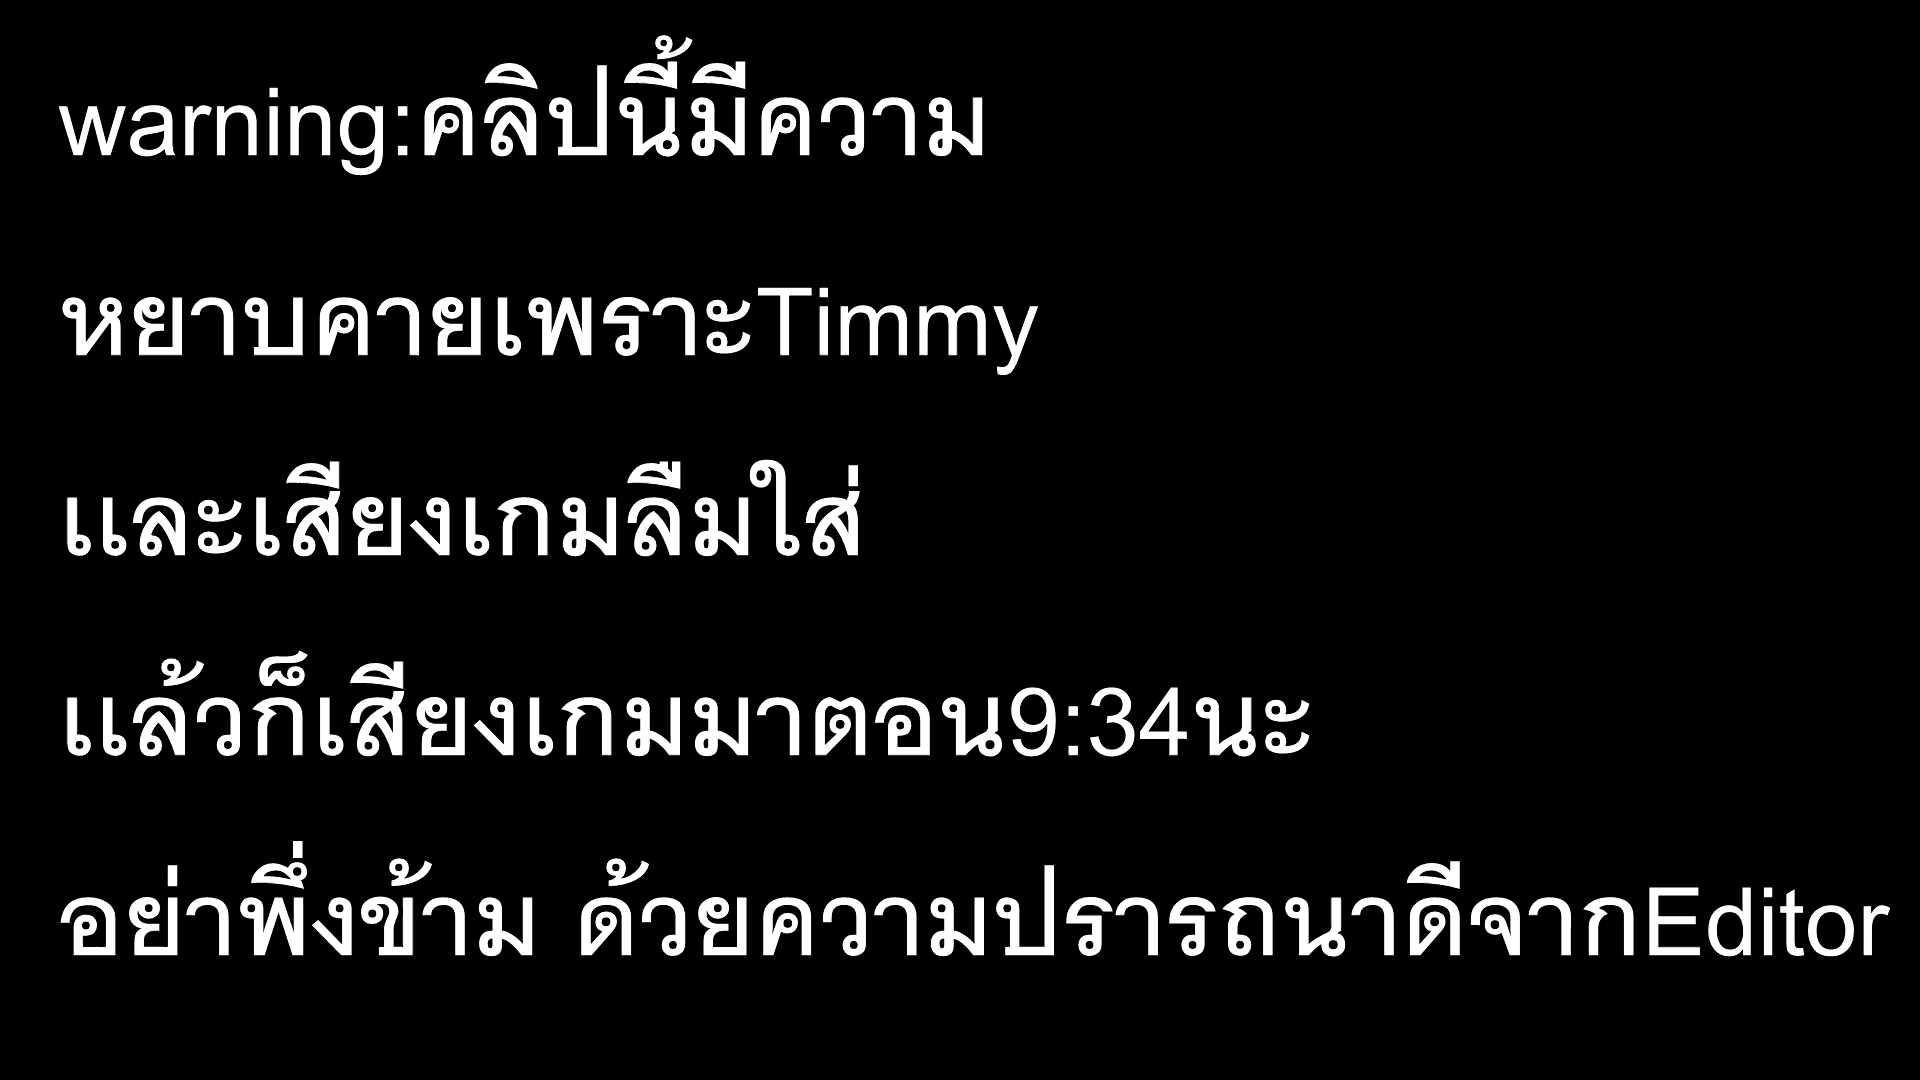 warning:คลิปนี้มีความ
หยาบคายเพราะTimmy
และเสียงเกมลืมใส่
แล้วก็เสียงเกมมาตอน9:34นะ
อย่าพึ่งข้าม ด้วยความปรารถนาดีจากEditor